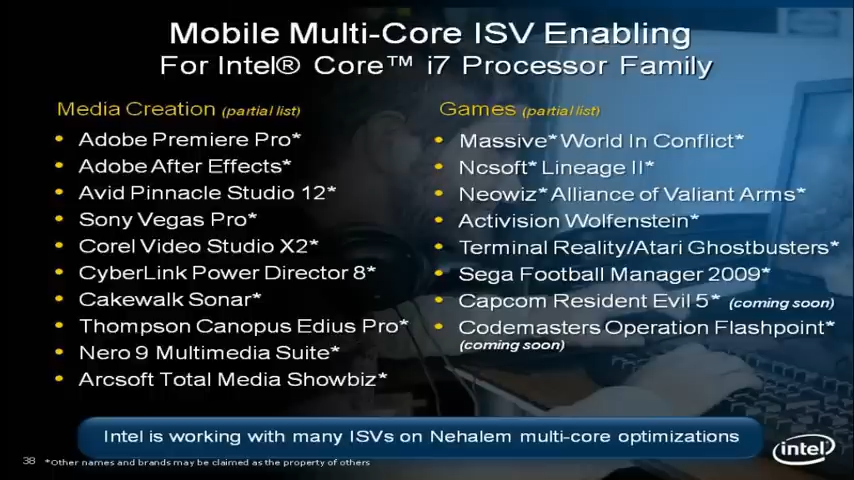 Mobile Multi-Core ISV Enabling
For Intel® Core™ i7 Processor Family
Media Creation (partial list)
• Adobe Premiere Pro*
• Adobe After Effects*
• Avid Pinnacle Studio 12*
• Sony Vegas Pro*
• Corel Video Studio X2*
• CyberLink Power Director 8*
• Cakewalk Sonar*
• Thompson Canopus Edius Pro*
• Nero 9 Multimedia Suite*
• Arcsoft Total Media Showbiz*
Games (partial list)
• Massive* World In Conflict*
• Ncsoft* Lineage II*
• Neowiz* Alliance of Valiant Arms*
• Activision Wolfenstein*
• Terminal Reality/Atari Ghostbusters*
• Sega Football Manager 2009*
• Capcom Resident Evil 5* (coming soon)
• Codemasters Operation Flashpoint*
(coming soon)
Intel is working with many ISVs on Nehalem multi-core optimizations
38 *Other names and brands may be claimed as the property of others
intel